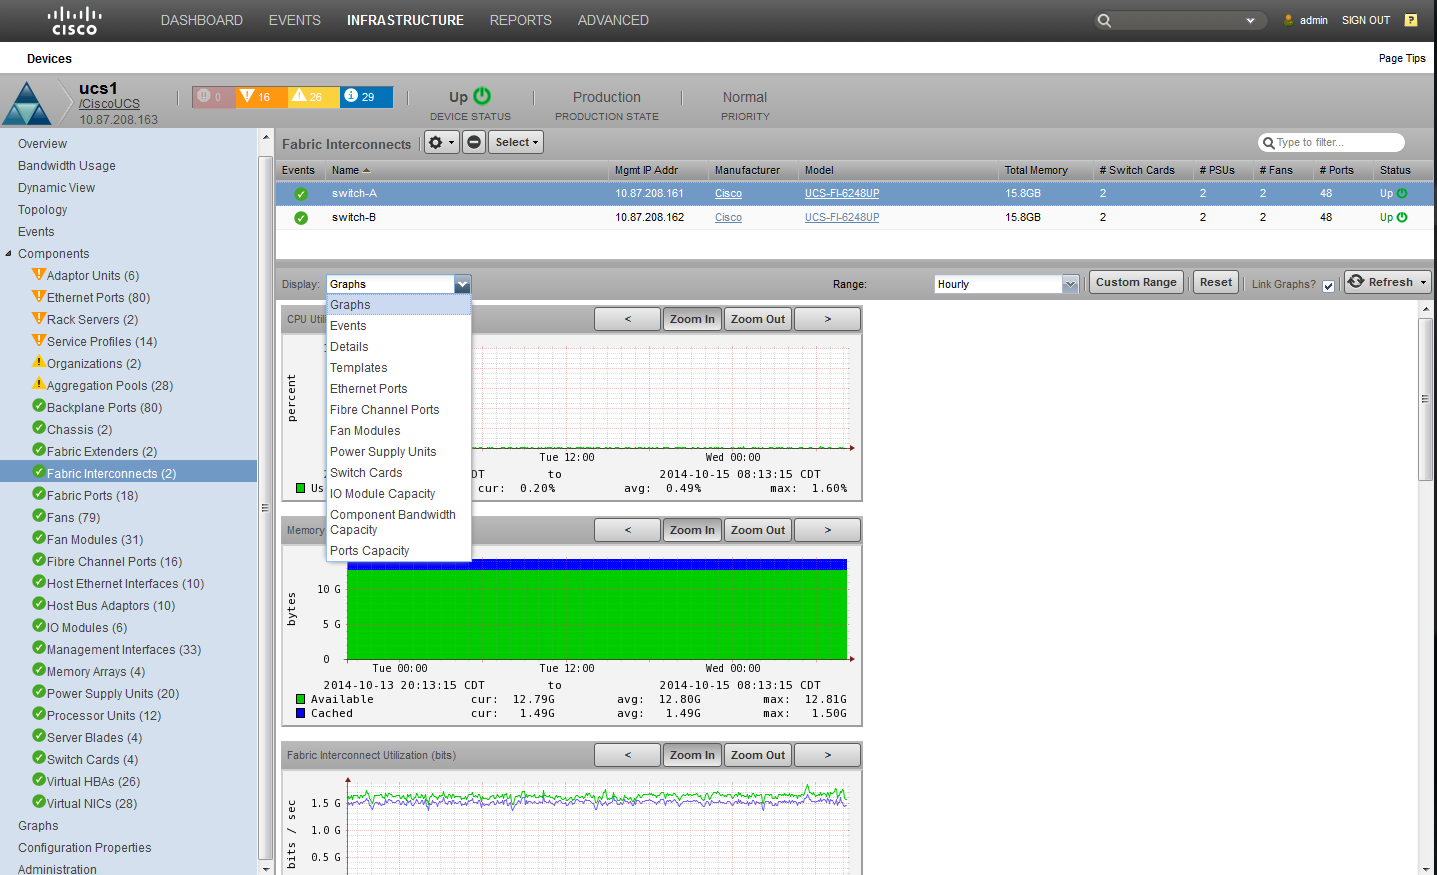 CISCO DASHBOARD EVENTS INFRASTRUCTURE REPORTS ADVANCED admin SIGN OUT ?
Devices Page Tips
ucs1
/CiscoUCS
10.87.208.163
0 16 26 29
Up
DEVICE STATUS
Production
PRODUCTION STATE
Normal
PRIORITY
Overview
Bandwidth Usage
Dynamic View
Topology
Events
Components
Adaptor Units (6)
Ethernet Ports (80)
Rack Servers (2)
Service Profiles (14)
Organizations (2)
Aggregation Pools (28)
Backplane Ports (80)
Chassis (2)
Fabric Extenders (2)
Fabric Interconnects (2)
Fabric Ports (18)
Fans (79)
Fan Modules (31)
Fibre Channel Ports (16)
Host Ethernet Interfaces (10)
Host Bus Adaptors (10)
IO Modules (6)
Management Interfaces (33)
Memory Arrays (4)
Power Supply Units (20)
Processor Units (12)
Server Blades (4)
Switch Cards (4)
Virtual HBAs (26)
Virtual NICs (28)
Graphs
Configuration Properties
Administration
Fabric Interconnects Select Type to filter...
Events Name Mgmt IP Addr Manufacturer Model Total Memory # Switch Cards # PSUs # Fans # Ports Status
switch-A 10.87.208.161 Cisco UCS-FI-6248UP 15.8GB 2 2 2 48 Up
switch-B 10.87.208.162 Cisco UCS-FI-6248UP 15.8GB 2 2 2 48 Up
Display: Graphs Range: Hourly Custom Range Reset Link Graphs? Refresh
Graphs
Events
Details
Templates
Ethernet Ports
Fibre Channel Ports
Fan Modules
Power Supply Units
Switch Cards
IO Module Capacity
Component Bandwidth
Capacity
Ports Capacity
CPU Util < Zoom In Zoom Out >
percent
Tue 12:00 Wed 00:00
CDT to 2014-10-15 08:13:15 CDT
Us cur: 0.20% avg: 0.49% max: 1.60%
Memory < Zoom In Zoom Out >
bytes
10 G
5 G
0
Tue 00:00 Tue 12:00 Wed 00:00
2014-10-13 20:13:15 CDT to 2014-10-15 08:13:15 CDT
Available cur: 12.79G avg: 12.80G max: 12.81G
Cached cur: 1.49G avg: 1.49G max: 1.50G
Fabric Interconnect Utilization (bits) < Zoom In Zoom Out >
bits / sec
1.5 G
1.0 G
0.5 G